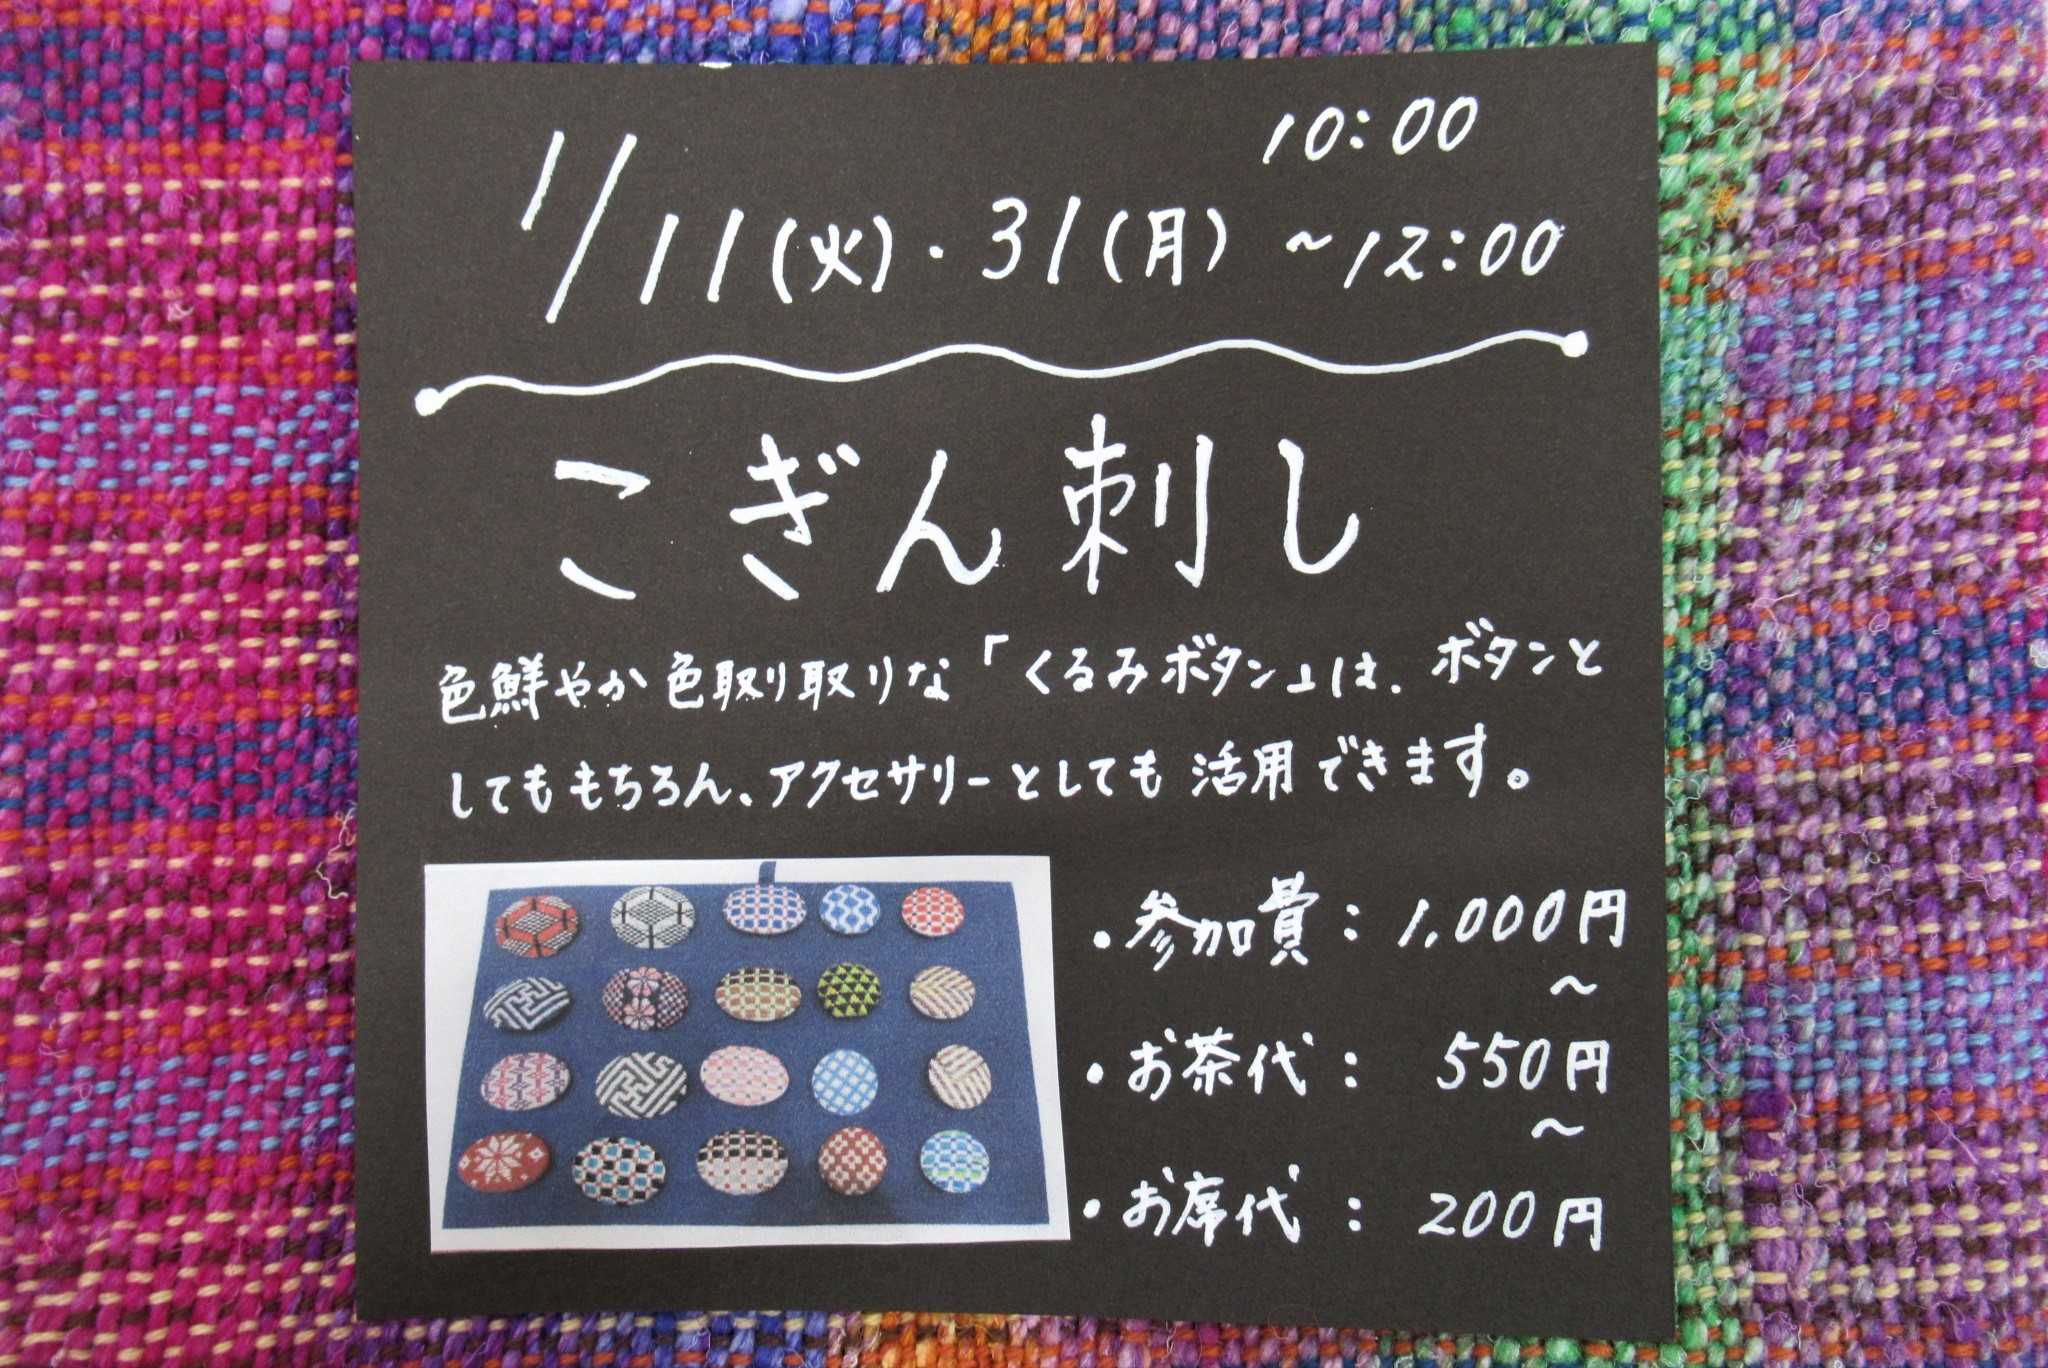 10:00
1/11(火)・31(月) ~12:00
こぎん刺し
色鮮やか色取り取りな「くるみボタン」は、ボタンと
してももちろん、アクセサリーとしても活用できます。
・参加費: 1,000円
~
・お茶代: 550円
~
・お席代: 200円